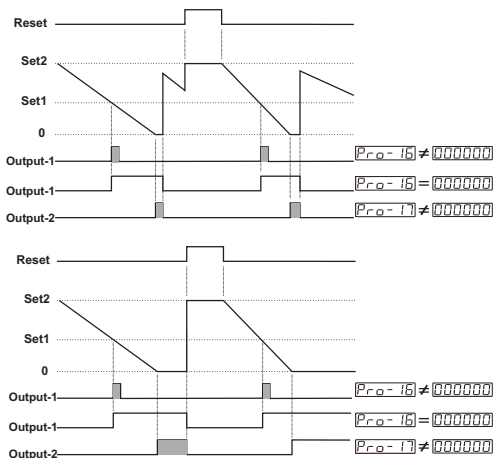 Reset
Set2
Set1
0
Output-1
Pro-16 ≠ 000000
Output-1
Pro-16 = 000000
Output-2
Pro-17 ≠ 000000
Reset
Set2
Set1
0
Output-1
Pro-16 ≠ 000000
Output-1
Pro-16 = 000000
Output-2
Pro-17 ≠ 000000